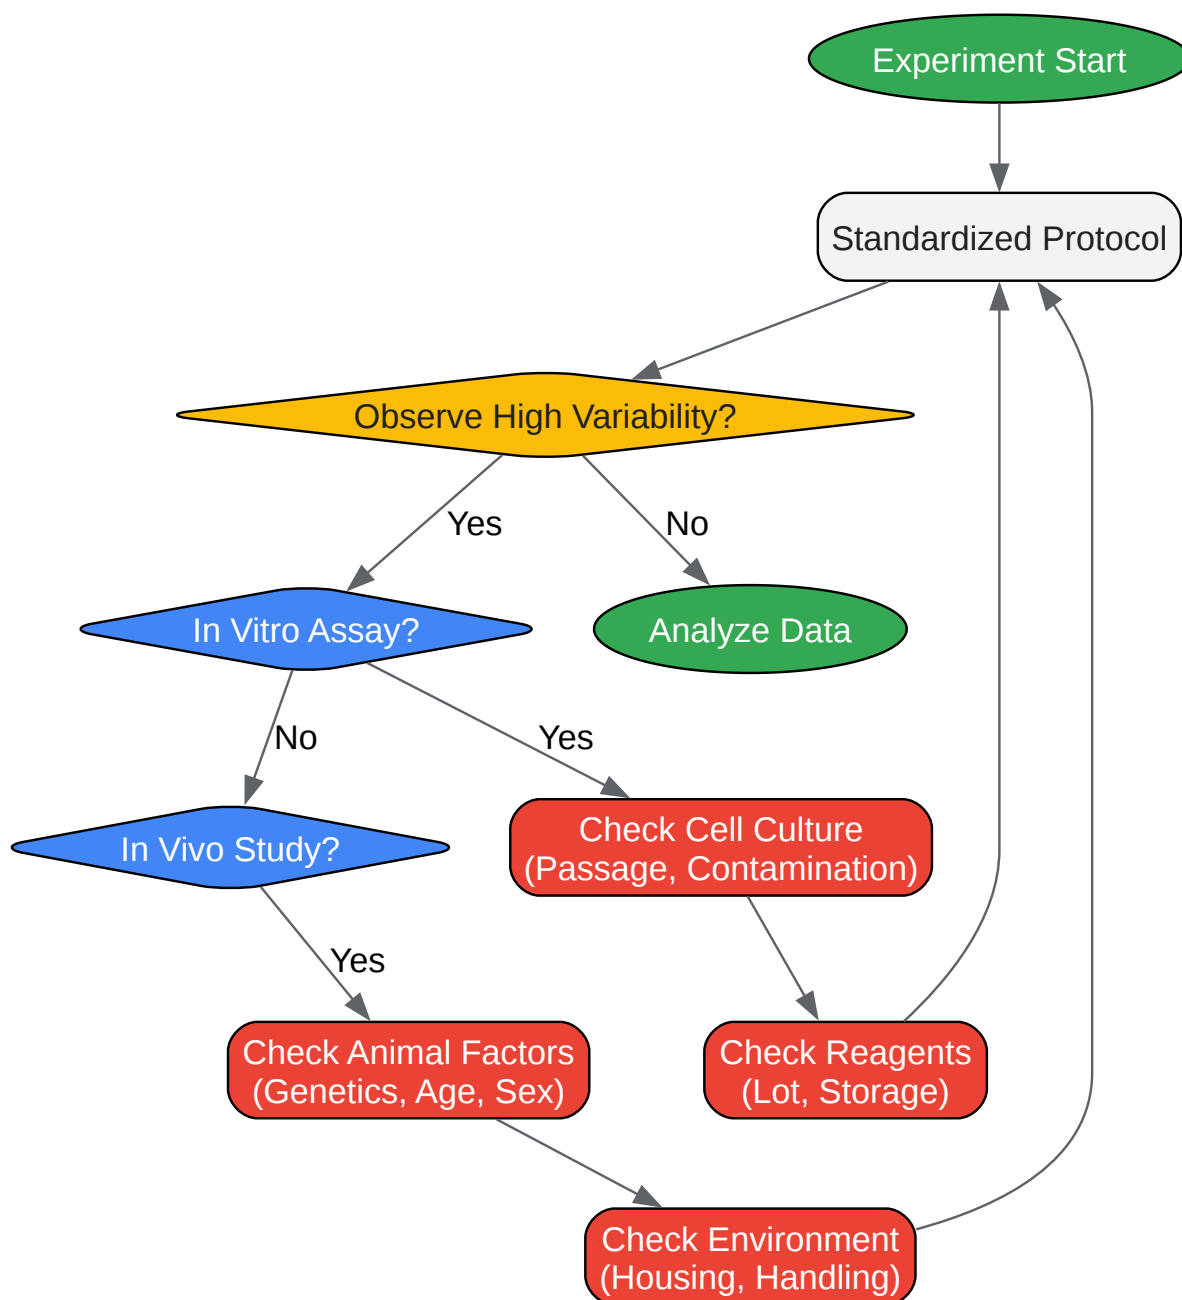 Experiment Start
Standardized Protocol
Observe High Variability?
Yes
No
In Vitro Assay?
Analyze Data
No
Yes
In Vivo Study?
Check Cell Culture
(Passage, Contamination)
Yes
Check Animal Factors
(Genetics, Age, Sex)
Check Reagents
(Lot, Storage)
Check Environment
(Housing, Handling)